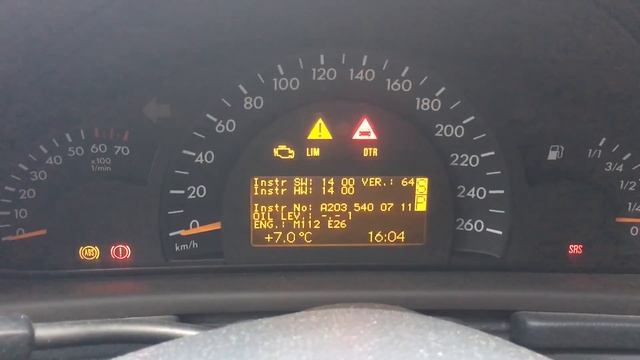 120 140
100 160
80 180
60 200
40 220
20 240
0 260
km/h
10 20 30 40 50 60 70
x100
1/min
0
1/1
3/4
1/2
1/4
0
LIM DTR
Instr SW: 14 00 VER.: 64 S
Instr HW: 14 00
Instr No: A203 540 07 11 P
OIL LEV.: -.- 1
ENG.: M112 E26
+7.0 °C 16:04
ABS
SRS